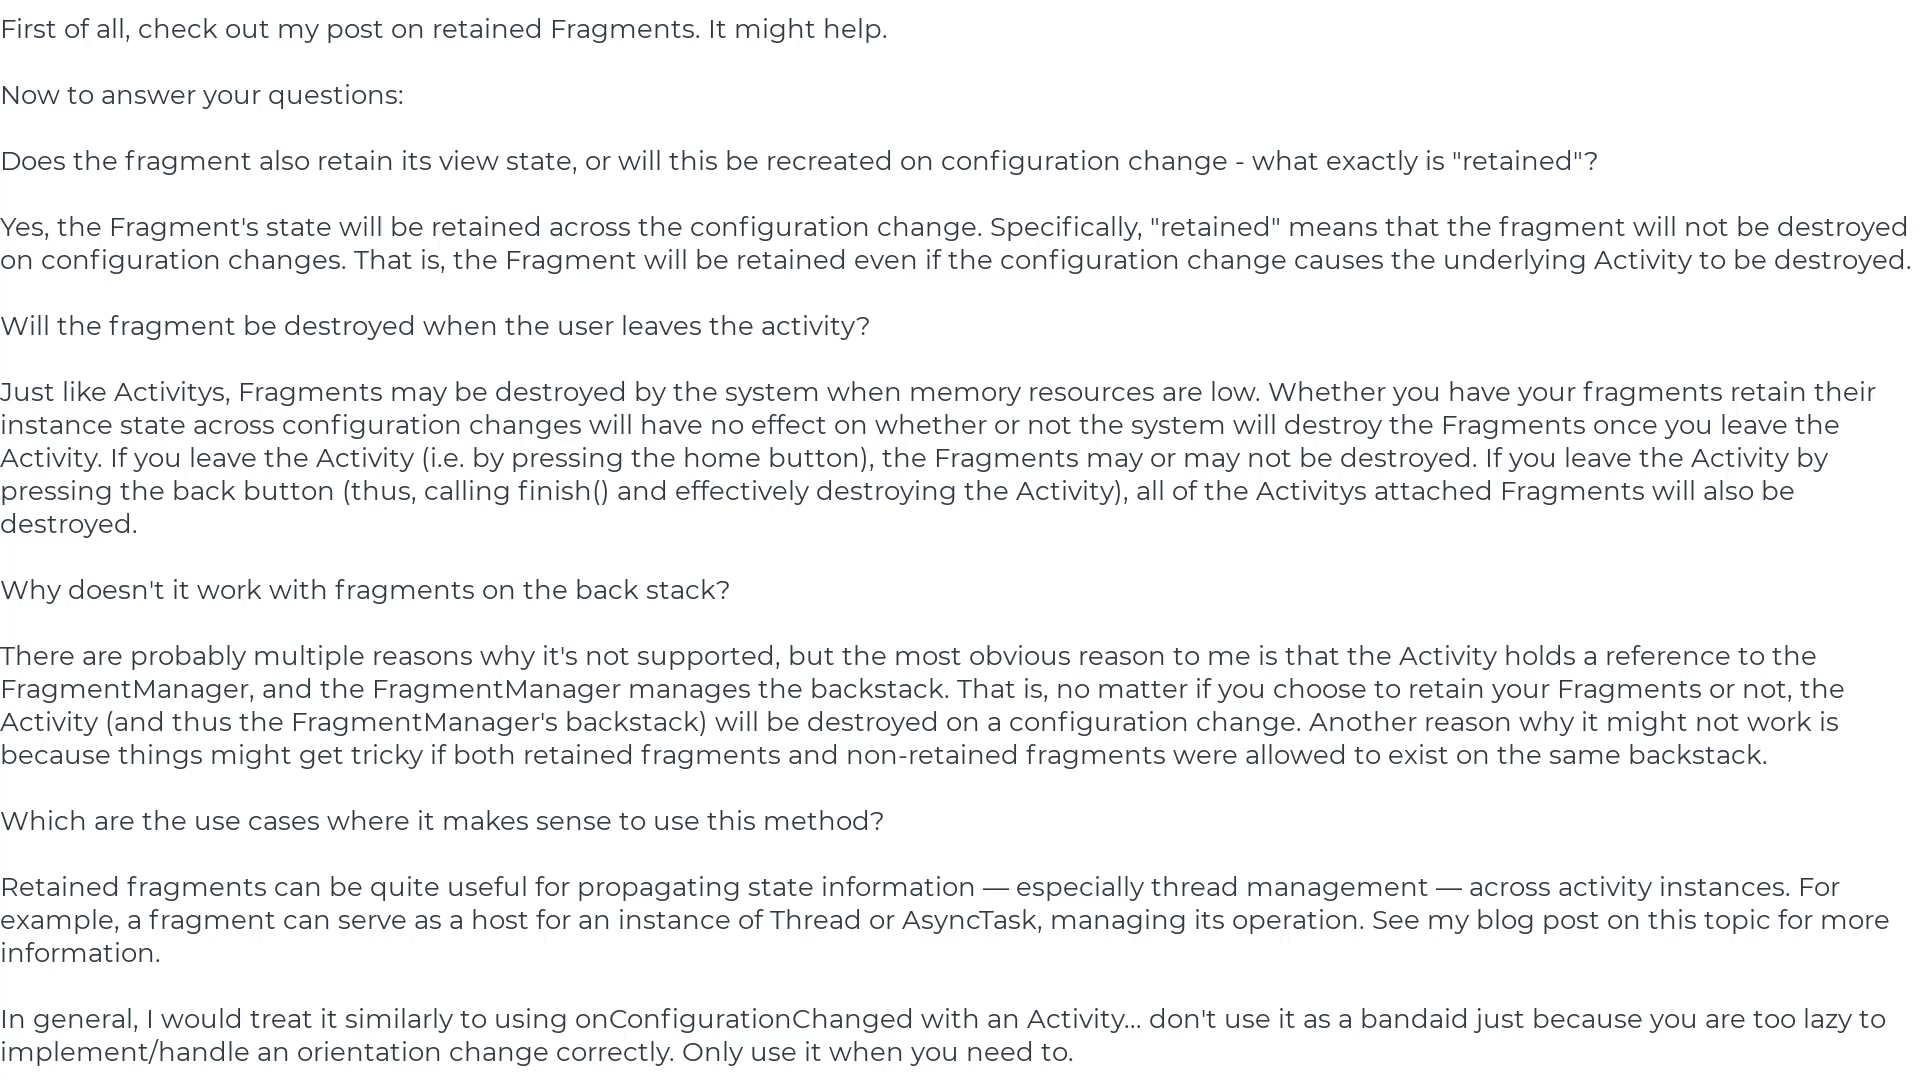 First of all, check out my post on retained Fragments. It might help.
Now to answer your questions:
Does the fragment also retain its view state, or will this be recreated on configuration change - what exactly is "retained"?
Yes, the Fragment's state will be retained across the configuration change. Specifically, "retained" means that the fragment will not be destroyed
on configuration changes. That is, the Fragment will be retained even if the configuration change causes the underlying Activity to be destroyed.
Will the fragment be destroyed when the user leaves the activity?
Just like Activitys, Fragments may be destroyed by the system when memory resources are low. Whether you have your fragments retain their
instance state across configuration changes will have no effect on whether or not the system will destroy the Fragments once you leave the
Activity. If you leave the Activity (i.e. by pressing the home button), the Fragments may or may not be destroyed. If you leave the Activity by
pressing the back button (thus, calling finish() and effectively destroying the Activity), all of the Activitys attached Fragments will also be
destroyed.
Why doesn't it work with fragments on the back stack?
There are probably multiple reasons why it's not supported, but the most obvious reason to me is that the Activity holds a reference to the
FragmentManager, and the FragmentManager manages the backstack. That is, no matter if you choose to retain your Fragments or not, the
Activity (and thus the FragmentManager's backstack) will be destroyed on a configuration change. Another reason why it might not work is
because things might get tricky if both retained fragments and non-retained fragments were allowed to exist on the same backstack.
Which are the use cases where it makes sense to use this method?
Retained fragments can be quite useful for propagating state information — especially thread management — across activity instances. For
example, a fragment can serve as a host for an instance of Thread or AsyncTask, managing its operation. See my blog post on this topic for more
information.
In general, I would treat it similarly to using onConfigurationChanged with an Activity... don't use it as a bandaid just because you are too lazy to
implement/handle an orientation change correctly. Only use it when you need to.